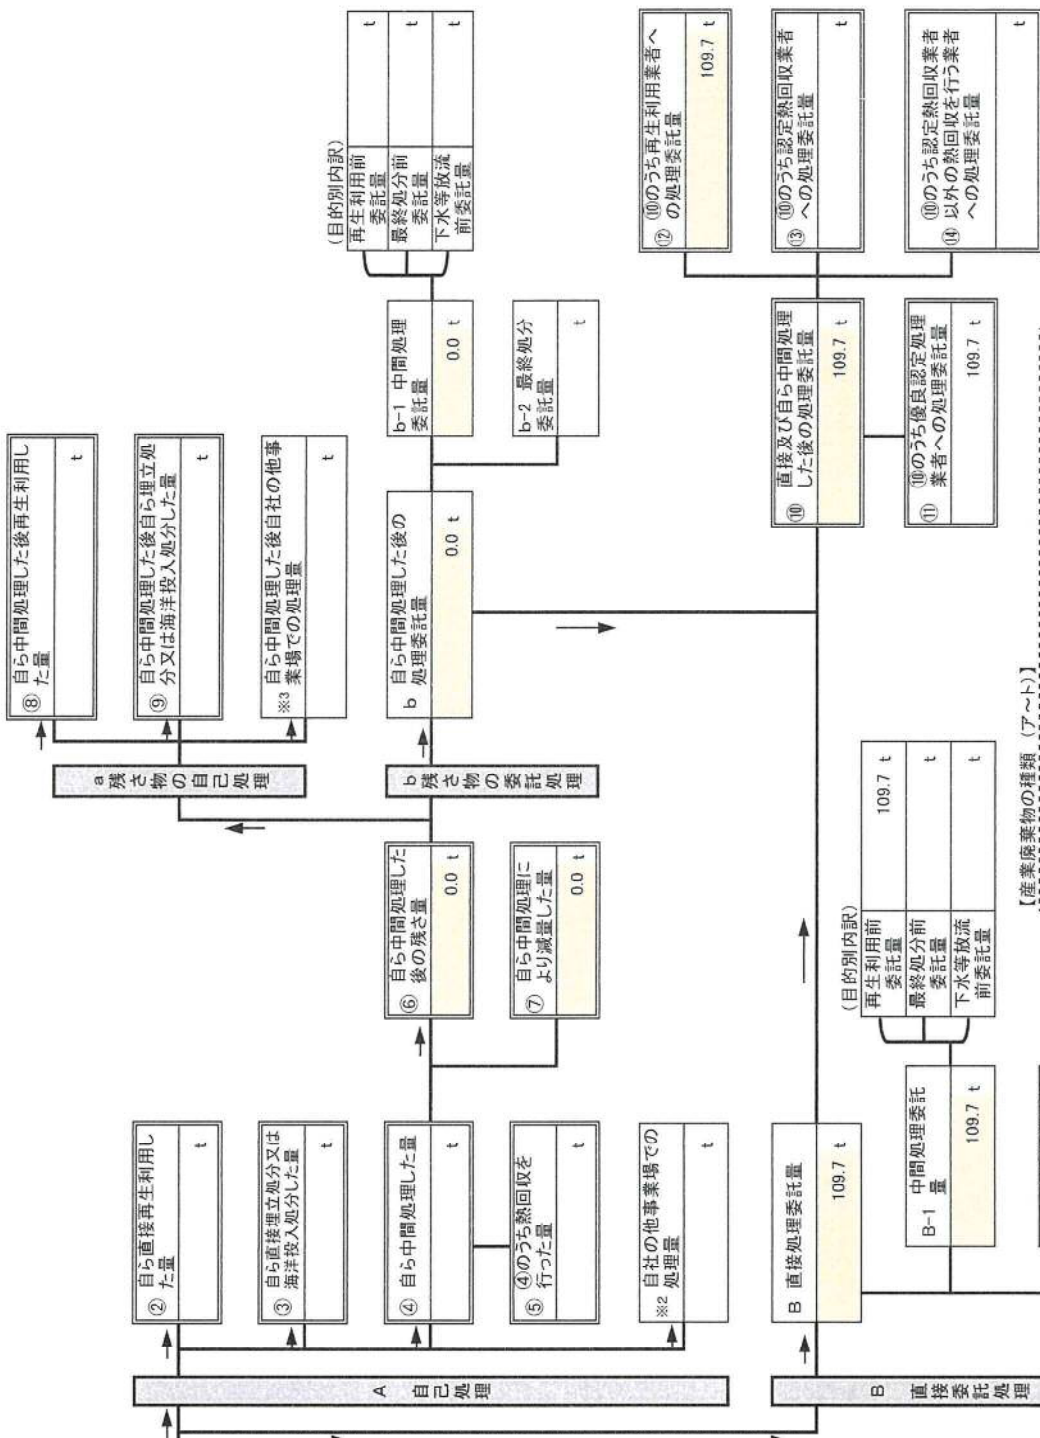 A 自己処理
② 自ら直接再生利用し
た量
t
③ 自ら直接埋立処分又は
海洋投入処分した量
t
④ 自ら中間処理した量
t
⑤ ④のうち熱回収を
行った量
t
※2 自社の他事業場での
処理量
t
⑥ 自ら中間処理した
後の残さ量
0.0 t
⑦ 自ら中間処理に
より減量した量
0.0 t
a 残さ物の自己処理
⑧ 自ら中間処理した後再生利用し
た量
t
⑨ 自ら中間処理した後自ら埋立処
分又は海洋投入処分した量
t
※3 自ら中間処理した後自社の他事
業場での処理量
t
b 残さ物の委託処理
b 自ら中間処理した後の
処理委託量
0.0 t
b-1 中間処理
委託量
0.0 t
b-2 最終処分
委託量
t
(目的別内訳)
再生利用前
委託量
t
最終処分前
委託量
t
下水等放流
前委託量
t
B 直接委託処理
B 直接処理委託量
109.7 t
B-1 中間処理委託
量
109.7 t
(目的別内訳)
再生利用前
委託量
109.7 t
最終処分前
委託量
t
下水等放流
前委託量
t
⑩ 直接及び自ら中間処理
した後の処理委託量
109.7 t
⑪ ⑩のうち優良認定処理
業者への処理委託量
109.7 t
⑫ ⑩のうち再生利用業者へ
の処理委託量
109.7 t
⑬ ⑩のうち認定熱回収業者
への処理委託量
t
⑭ ⑩のうち認定熱回収業者
以外の熱回収を行う業者
への処理委託量
t
【産業廃棄物の種類(ア~ト)】